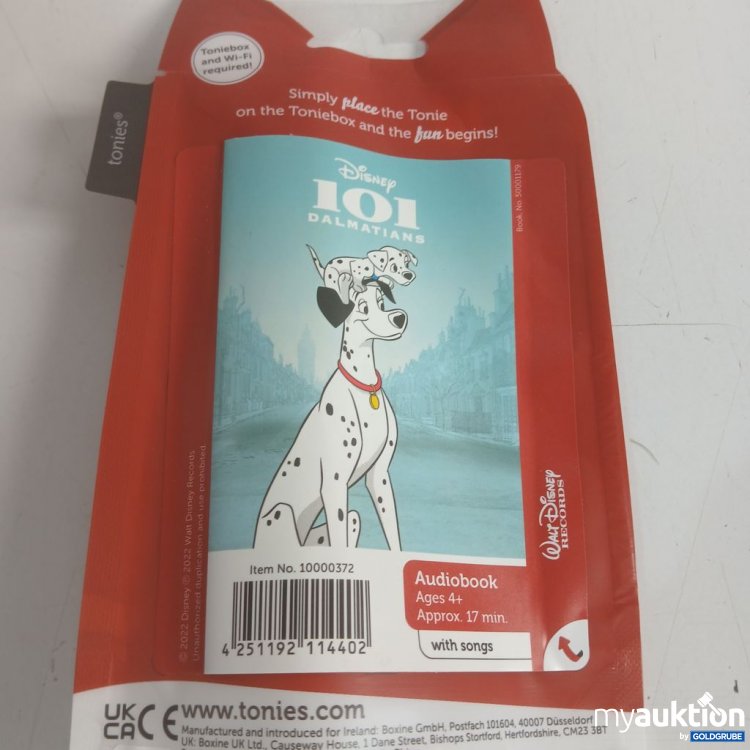 Toniebox
and Wi-Fi
required!
tonies®
Simply place the Tonie
on the Toniebox and the fun begins!
Disney
101
DALMATIANS
Book No. 30001179
© 2022 Disney ℗ 2022 Walt Disney Records.
Unauthorized duplication and use prohibited.
WALT DISNEY
RECORDS
Item No. 10000372
4 251192 114402
Audiobook
Ages 4+
Approx. 17 min.
with songs
UK
CA CE www.tonies.com
Manufactured and introduced for Ireland: Boxine GmbH, Postfach 101604, 40007 Düsseldorf
UK: Boxine UK Ltd., Causeway House, 1 Dane Street, Bishops Stortford, Hertfordshire, CM23 3BT
myauktion
by GOLDGRUBE